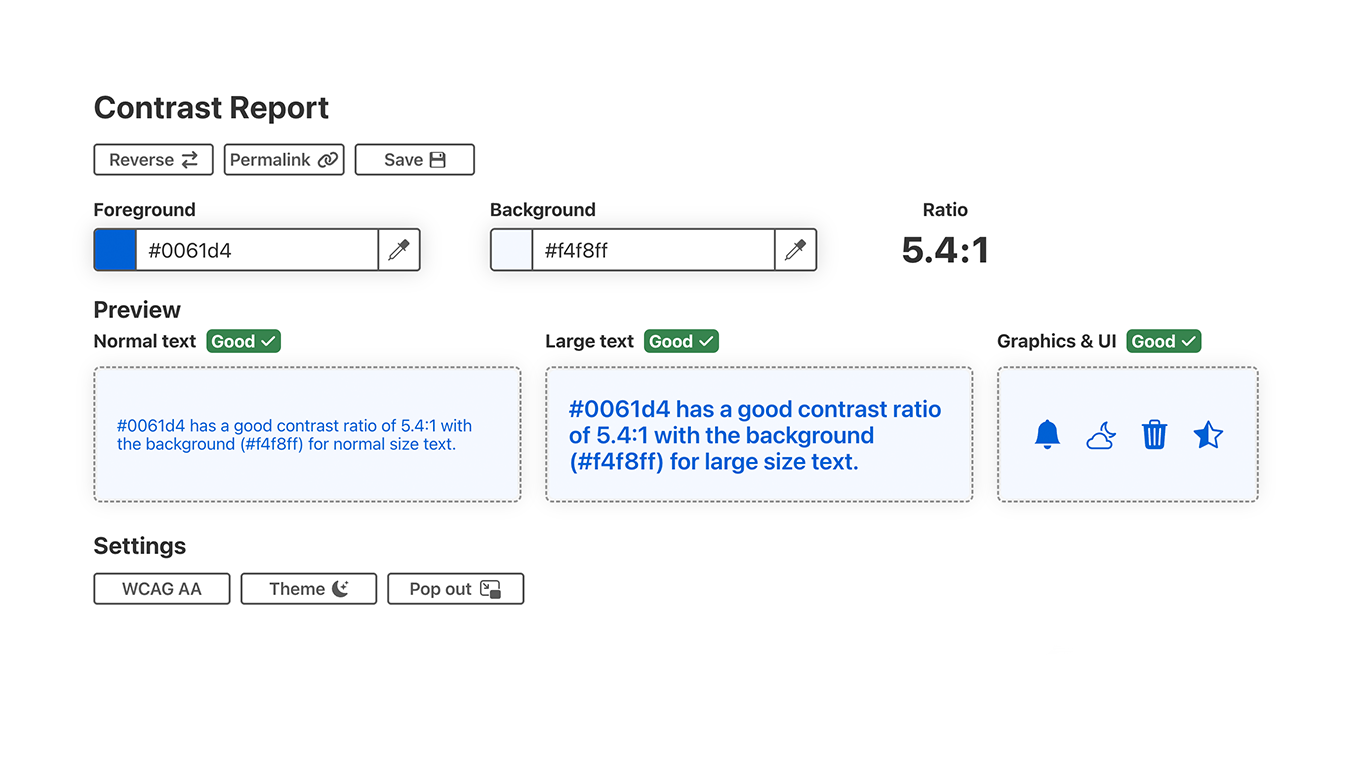 Contrast Report
Reverse
Permalink
Save
Foreground
Background
Ratio
#0061d4
#f4f8ff
5.4:1
Preview
Normal text
Good
Large text
Good
Graphics & UI
Good
#0061d4 has a good contrast ratio of 5.4:1 with
the background (#f4f8ff) for normal size text.
#0061d4 has a good contrast ratio
of 5.4:1 with the background
(#f4f8ff) for large size text.
Settings
WCAG AA
Theme
Pop out